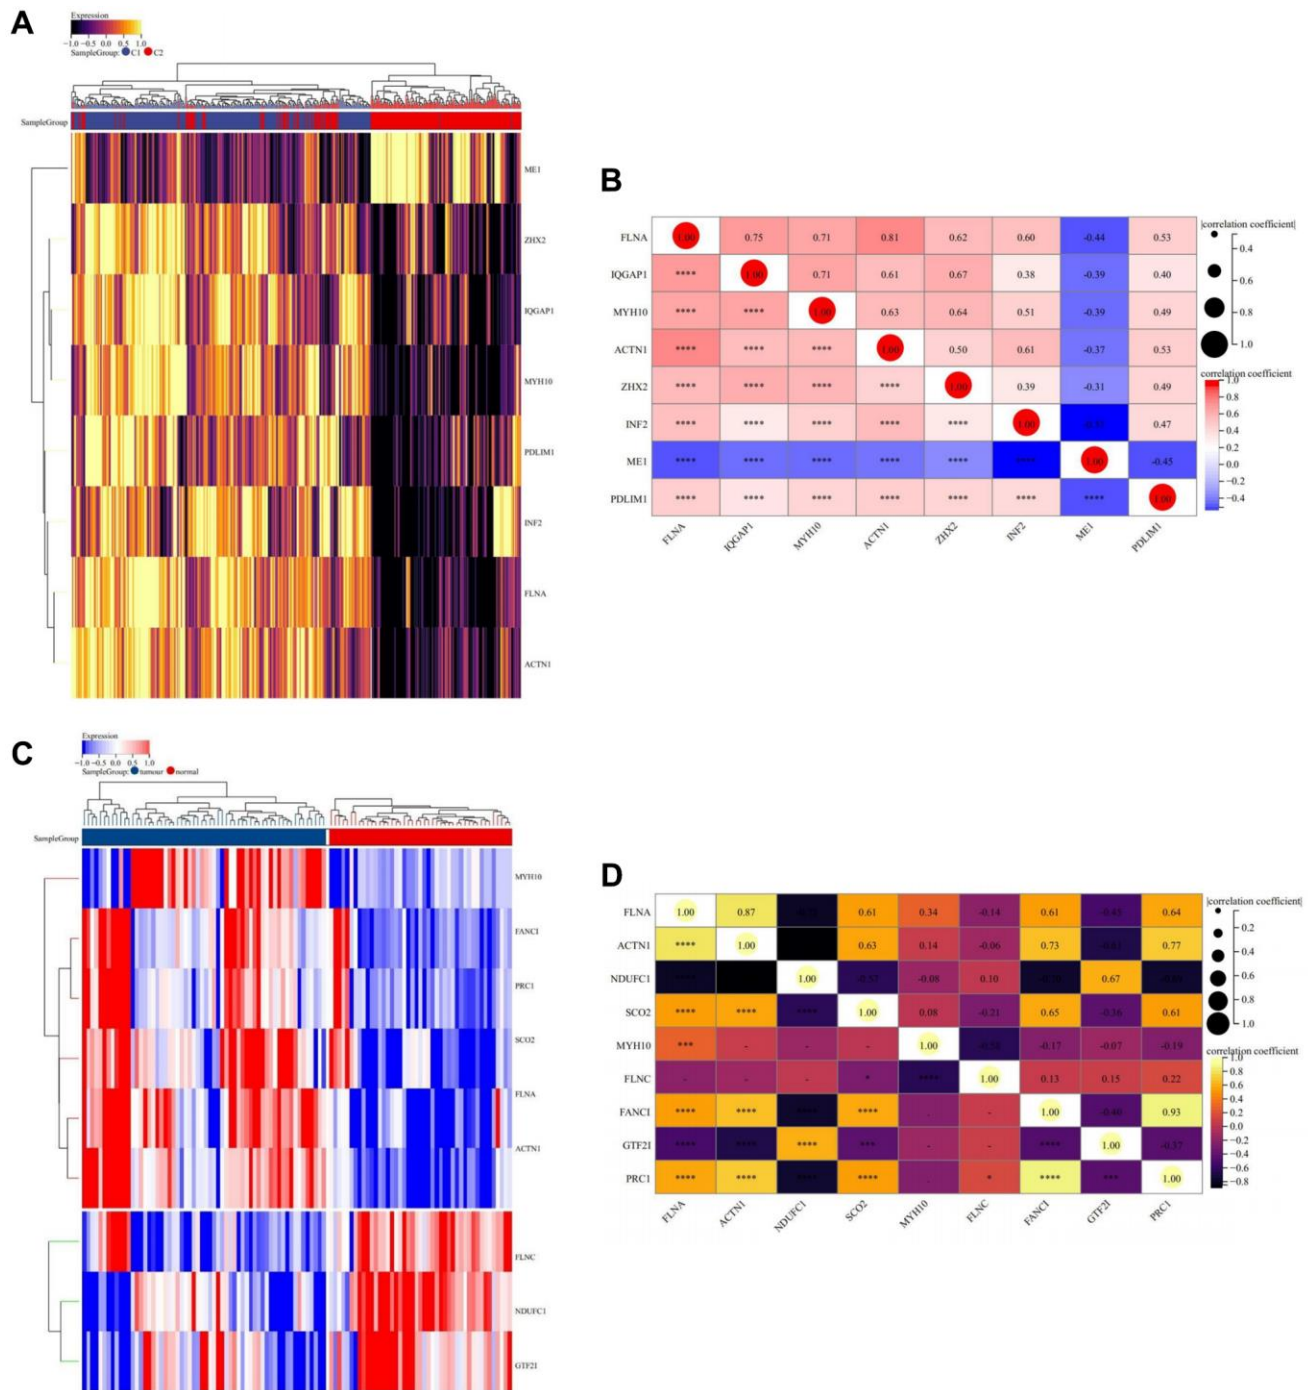 A
Expression
-1.0 -0.5 0.0 0.5 1.0
SampleGroup: C1 C2
SampleGroup
ME1
ZHX2
IQGAP1
MYH10
PDLIM1
INF2
FLNA
ACTN1
B
FLNA 1.00 0.75 0.71 0.81 0.62 0.60 -0.44 0.53
IQGAP1 **** 1.00 0.71 0.61 0.67 0.38 -0.39 0.40
MYH10 **** **** 1.00 0.63 0.64 0.51 -0.39 0.49
ACTN1 **** **** **** 1.00 0.50 0.61 -0.37 0.53
ZHX2 **** **** **** **** 1.00 0.39 -0.31 0.49
INF2 **** **** **** **** **** 1.00 0.47
ME1 **** **** **** **** **** **** 1.00 -0.45
PDLIM1 **** **** **** **** **** **** **** 1.00
FLNA IQGAP1 MYH10 ACTN1 ZHX2 INF2 ME1 PDLIM1
|correlation coefficient|
0.4
0.6
0.8
1.0
correlation coefficient
1.0
0.8
0.6
0.4
0.2
0.0
-0.2
-0.4
C
Expression
-1.0 -0.5 0.0 0.5 1.0
SampleGroup: tumour normal
SampleGroup
MYH10
FANCI
PRC1
SCO2
FLNA
ACTN1
FLNC
NDUFC1
GTF2I
D
FLNA 1.00 0.87 0.61 0.34 -0.14 0.61 -0.45 0.64
ACTN1 **** 1.00 0.63 0.14 -0.06 0.73 0.77
NDUFC1 **** 1.00 -0.57 -0.08 0.10 0.67
SCO2 **** **** **** 1.00 0.08 -0.21 0.65 -0.36 0.61
MYH10 *** - - - 1.00 -0.17 -0.07 -0.19
FLNC - - - * **** 1.00 0.13 0.15 0.22
FANCI **** **** **** **** - - 1.00 -0.40 0.93
GTF2I **** **** **** *** - - **** 1.00 -0.37
PRC1 **** **** **** **** - * **** *** 1.00
FLNA ACTN1 NDUFC1 SCO2 MYH10 FLNC FANCI GTF2I PRC1
|correlation coefficient|
0.2
0.4
0.6
0.8
1.0
correlation coefficient
1.0
0.8
0.6
0.4
0.2
0.0
-0.2
-0.4
-0.6
-0.8